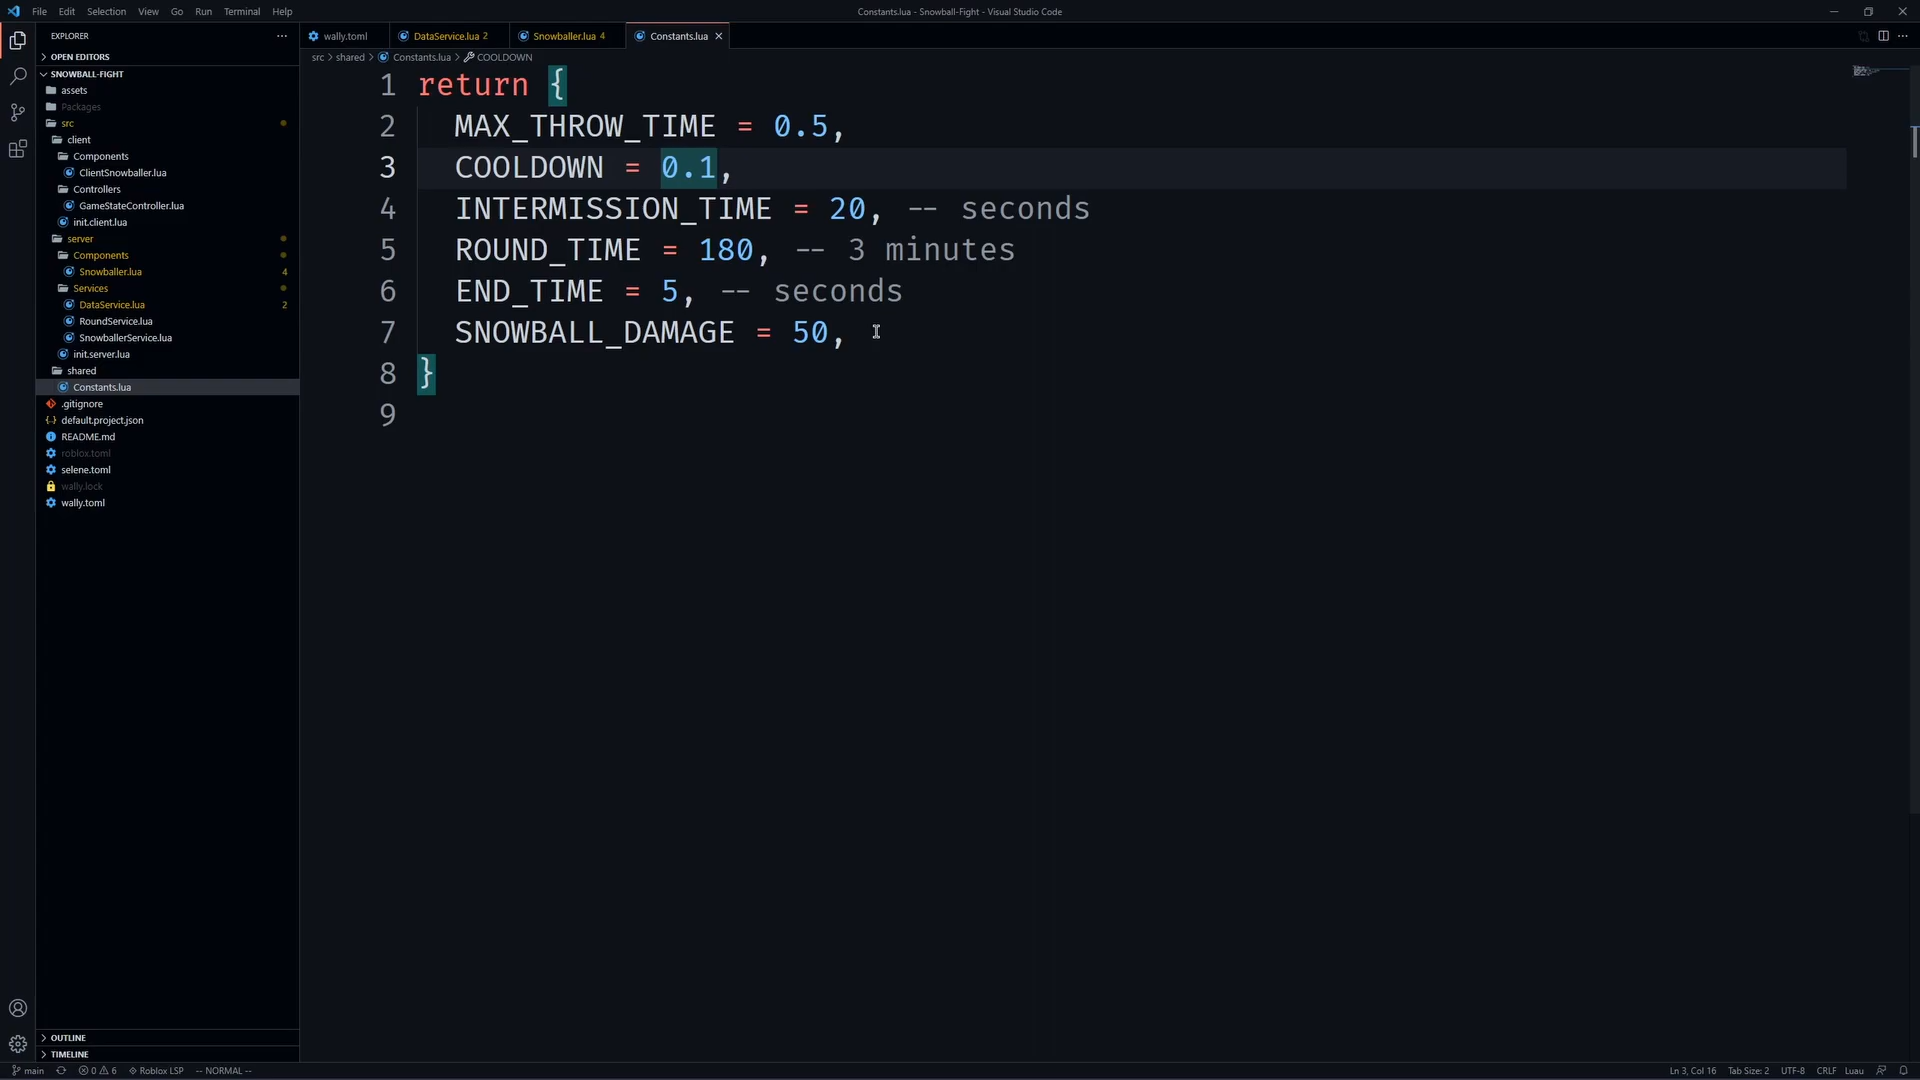 File Edit Selection View Go Run Terminal Help
Constants.lua - Snowball-Fight - Visual Studio Code
EXPLORER
OPEN EDITORS
SNOWBALL-FIGHT
assets
Packages
src
client
Components
ClientSnowballer.lua
Controllers
GameStateController.lua
init.client.lua
server
Components
Snowballer.lua 4
Services
DataService.lua 2
RoundService.lua
SnowballerService.lua
init.server.lua
shared
Constants.lua
.gitignore
default.project.json
README.md
roblox.toml
selene.toml
wally.lock
wally.toml
OUTLINE
TIMELINE
wally.toml
DataService.lua 2
Snowballer.lua 4
Constants.lua
src > shared > Constants.lua > COOLDOWN
1 return {
2 MAX_THROW_TIME = 0.5,
3 COOLDOWN = 0.1,
4 INTERMISSION_TIME = 20, -- seconds
5 ROUND_TIME = 180, -- 3 minutes
6 END_TIME = 5, -- seconds
7 SNOWBALL_DAMAGE = 50,
8 }
9
main 0 6 Roblox LSP -- NORMAL --
Ln 3, Col 16 Tab Size: 2 UTF-8 CRLF Luau